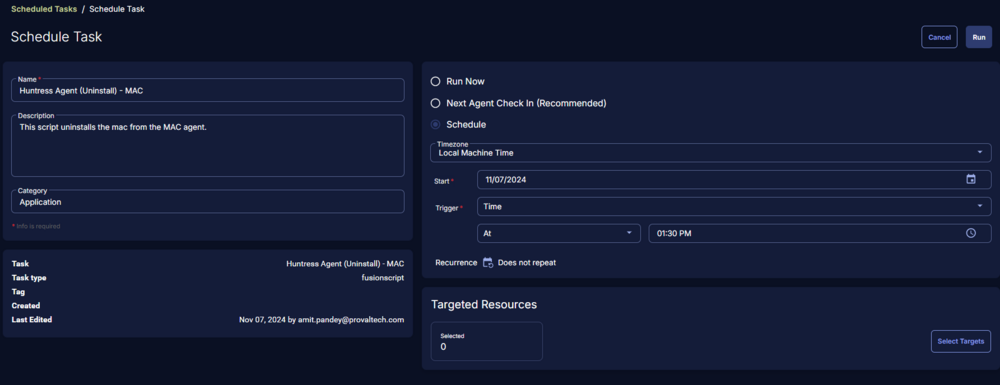 Scheduled Tasks / Schedule Task
Schedule Task
Cancel
Run
Name *
Huntress Agent (Uninstall) - MAC
Description
This script uninstalls the mac from the MAC agent.
Category
Application
* Info is required
Task Huntress Agent (Uninstall) - MAC
Task type fusionscript
Tag
Created
Last Edited Nov 07, 2024 by amit.pandey@provaltech.com
Run Now
Next Agent Check In (Recommended)
Schedule
Timezone
Local Machine Time
Start * 11/07/2024
Trigger * Time
At 01:30 PM
Recurrence Does not repeat
Targeted Resources
Selected
0
Select Targets